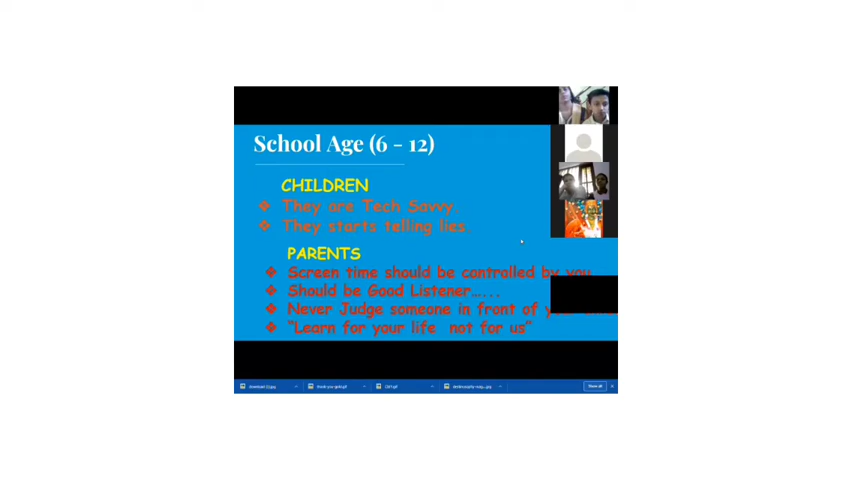 School Age (6 - 12)
CHILDREN
❖ They are Tech Savvy.
❖ They starts telling lies.
PARENTS
❖ Screen time should be controlled by you
❖ Should be Good Listener…...
❖ Never Judge someone in front of
❖ “Learn for your life not for us”
Show all